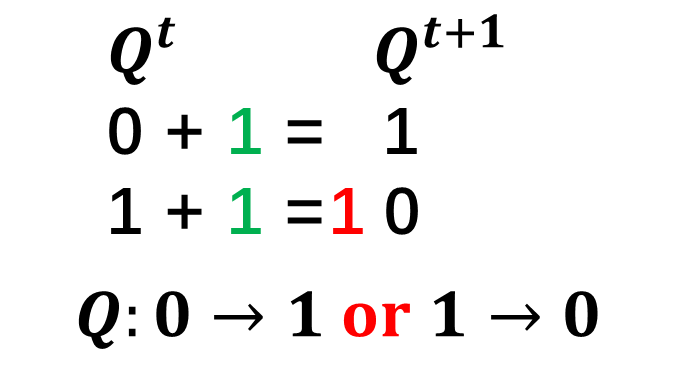 Q^t Q^{t+1}
0 + 1 = 1
1 + 1 =1 0
Q: 0 → 1 or 1 → 0